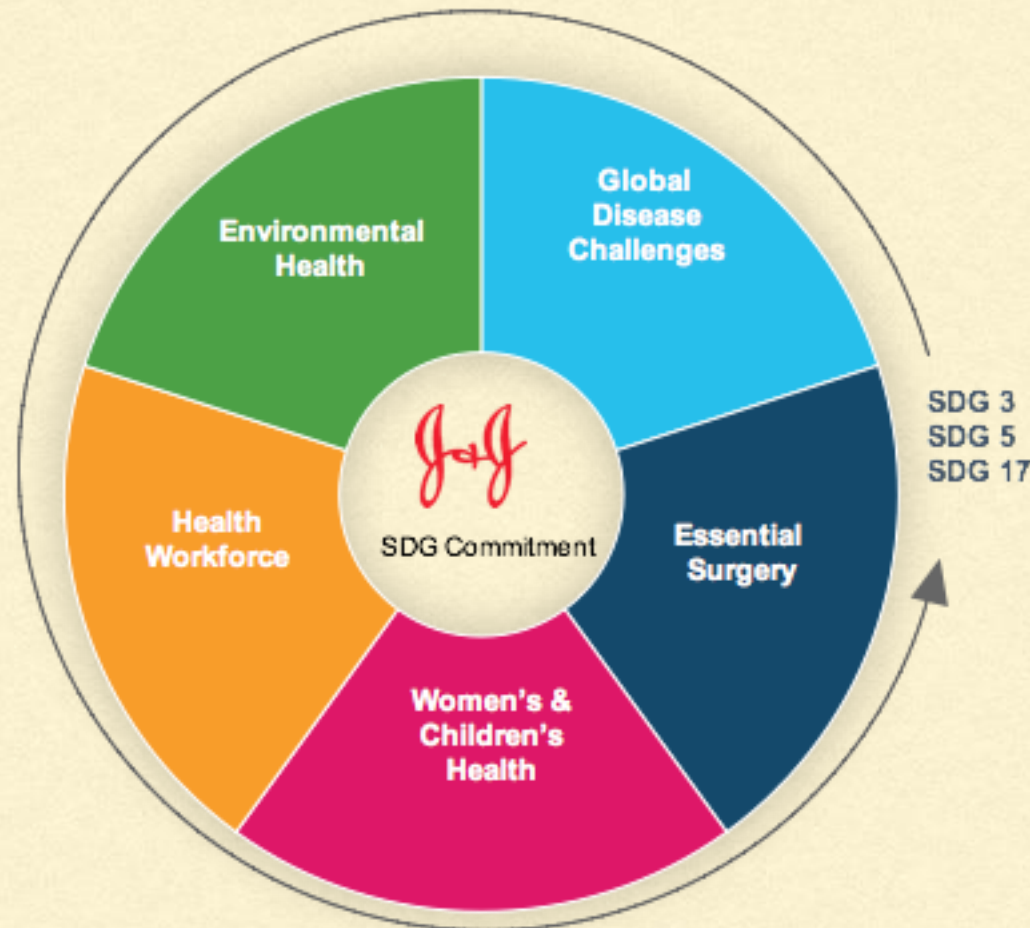 Environmental
Health
Global
Disease
Challenges
SDG 3
SDG 5
SDG 17
J&J
SDG Commitment
Health
Workforce
Essential
Surgery
Women's &
Children's
Health